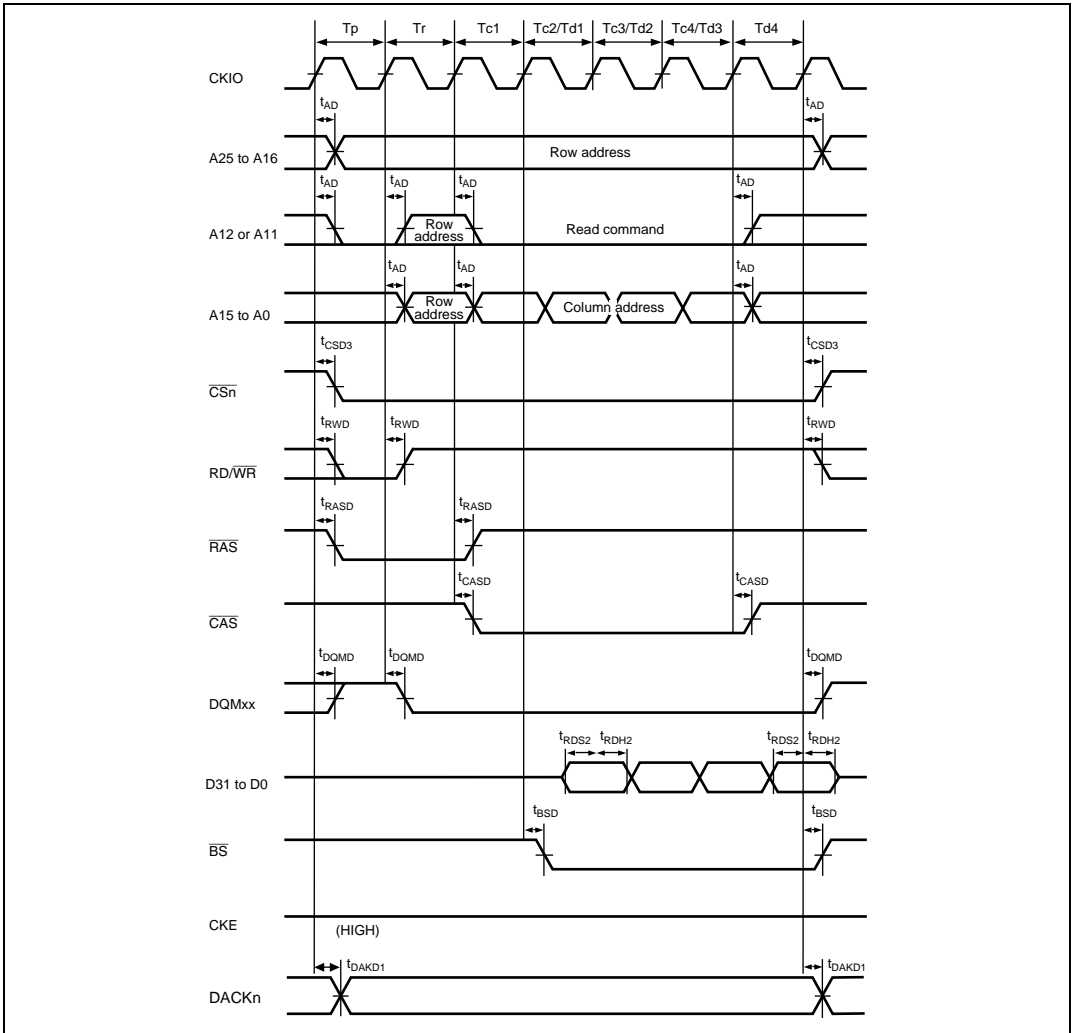 Tp Tr Tc1 Tc2/Td1 Tc3/Td2 Tc4/Td3 Td4
CKIO
tAD tAD
A25 to A16 Row address
tAD tAD tAD tAD
A12 or A11 Row address Read command
tAD tAD tAD
A15 to A0 Row address Column address
tCSD3 tCSD3
CSn
tRWD tRWD tRWD
RD/WR
tRASD tRASD
RAS
tCASD tCASD
CAS
tDQMD tDQMD tDQMD
DQMxx
tRDS2 tRDH2 tRDS2 tRDH2
D31 to D0
tBSD tBSD
BS
CKE
(HIGH)
tDAKD1 tDAKD1
DACKn